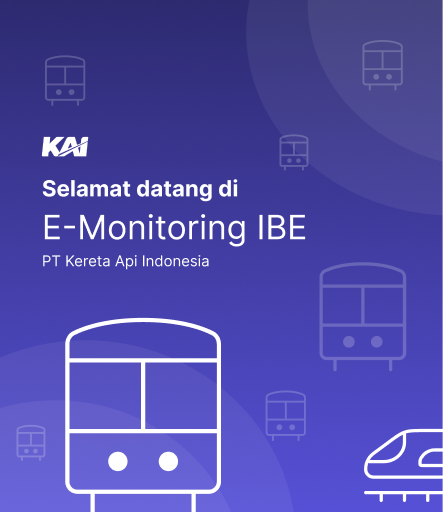 KAI
Selamat datang di
E-Monitoring IBE
PT Kereta Api Indonesia